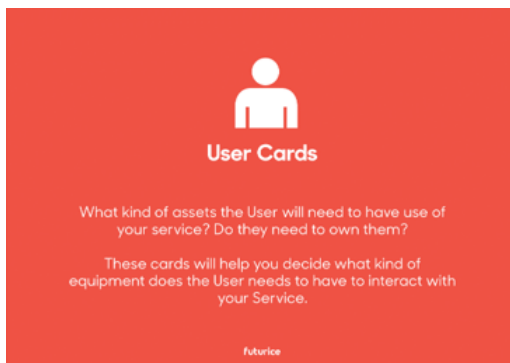 User Cards
What kind of assets the User will need to have use of
your service? Do they need to own them?
These cards will help you decide what kind of
equipment does the User needs to have to interact with
your Service.
futurice